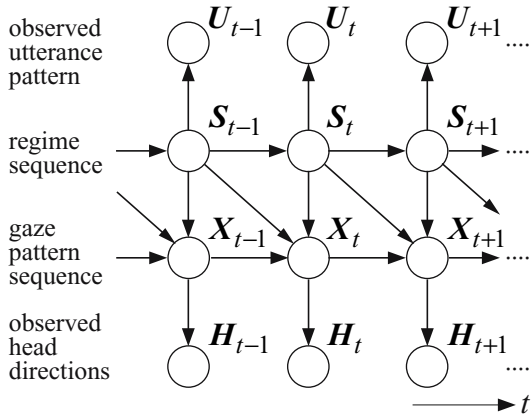 observed
utterance
pattern
U_{t-1} U_t U_{t+1} ....
regime
sequence
S_{t-1} S_t S_{t+1} ....
gaze
pattern
sequence
X_{t-1} X_t X_{t+1} ....
observed
head
directions
H_{t-1} H_t H_{t+1} ....
t